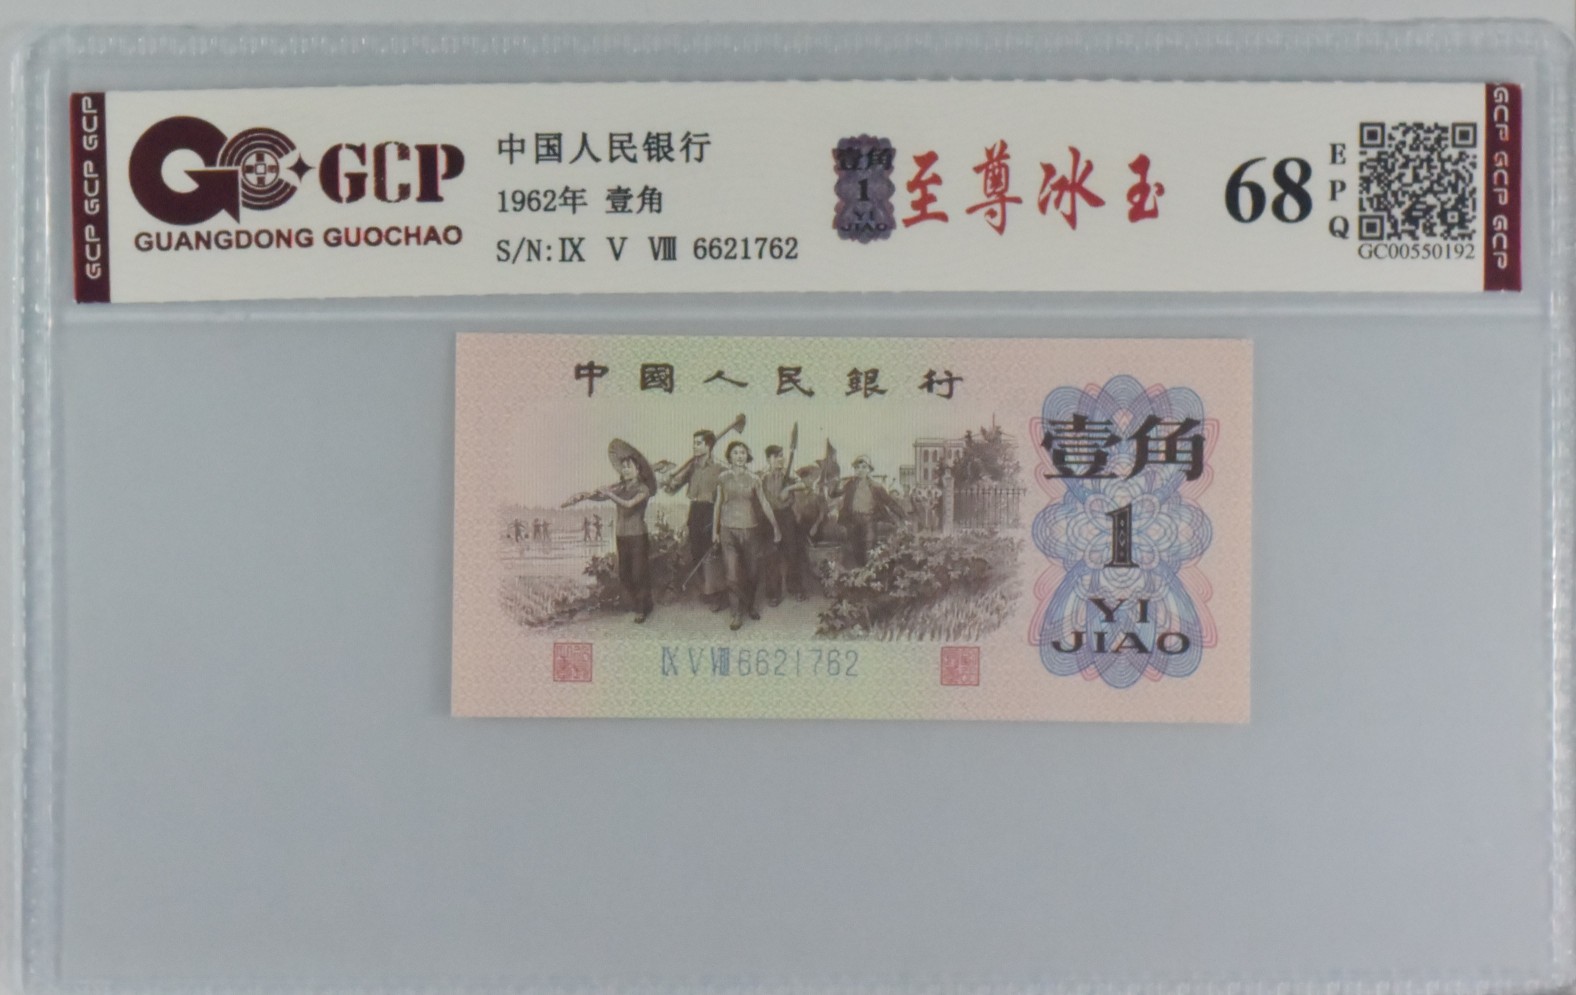 GCP GCP GCP
GCP
GUANGDONG GUOCHAO
中国人民银行
1962年 壹角
S/N:Ⅸ Ⅴ Ⅷ 6621762
壹角
1
YI
JIAO
至尊冰玉
68
EPQ
GC00550192
GCP GCP GCP
中國人民銀行
壹角
1
YI
JIAO
Ⅸ Ⅴ Ⅷ 6621762